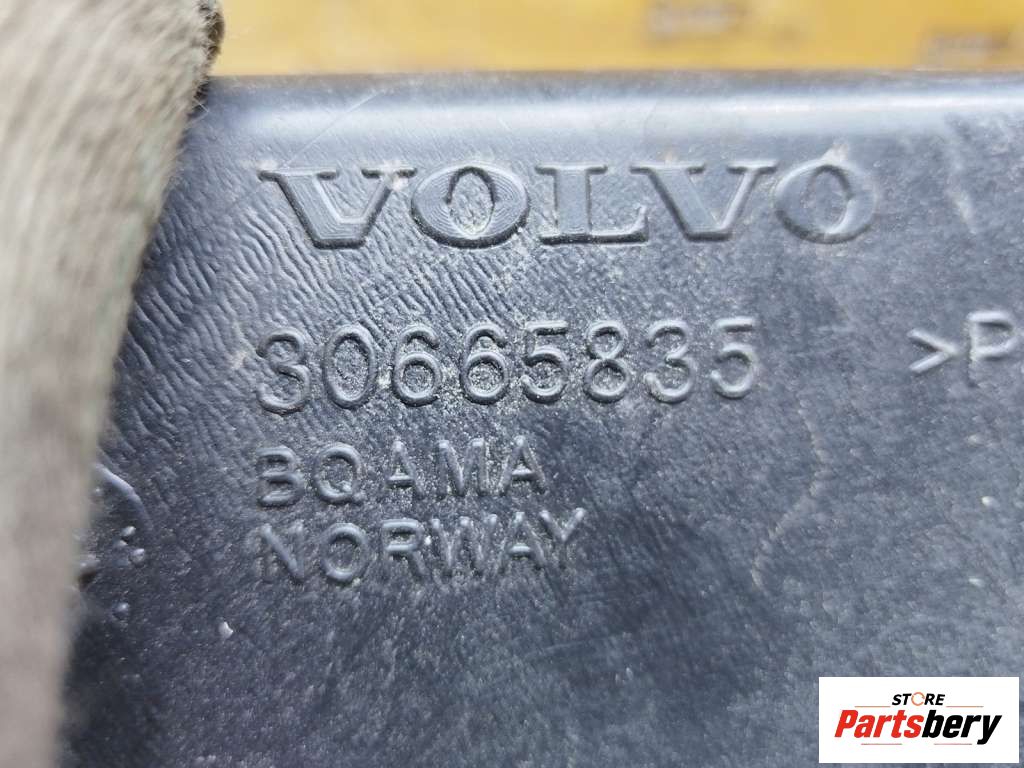 VOLVO
30665835 >P
BQAMA
NORWAY
STORE
Partsbery